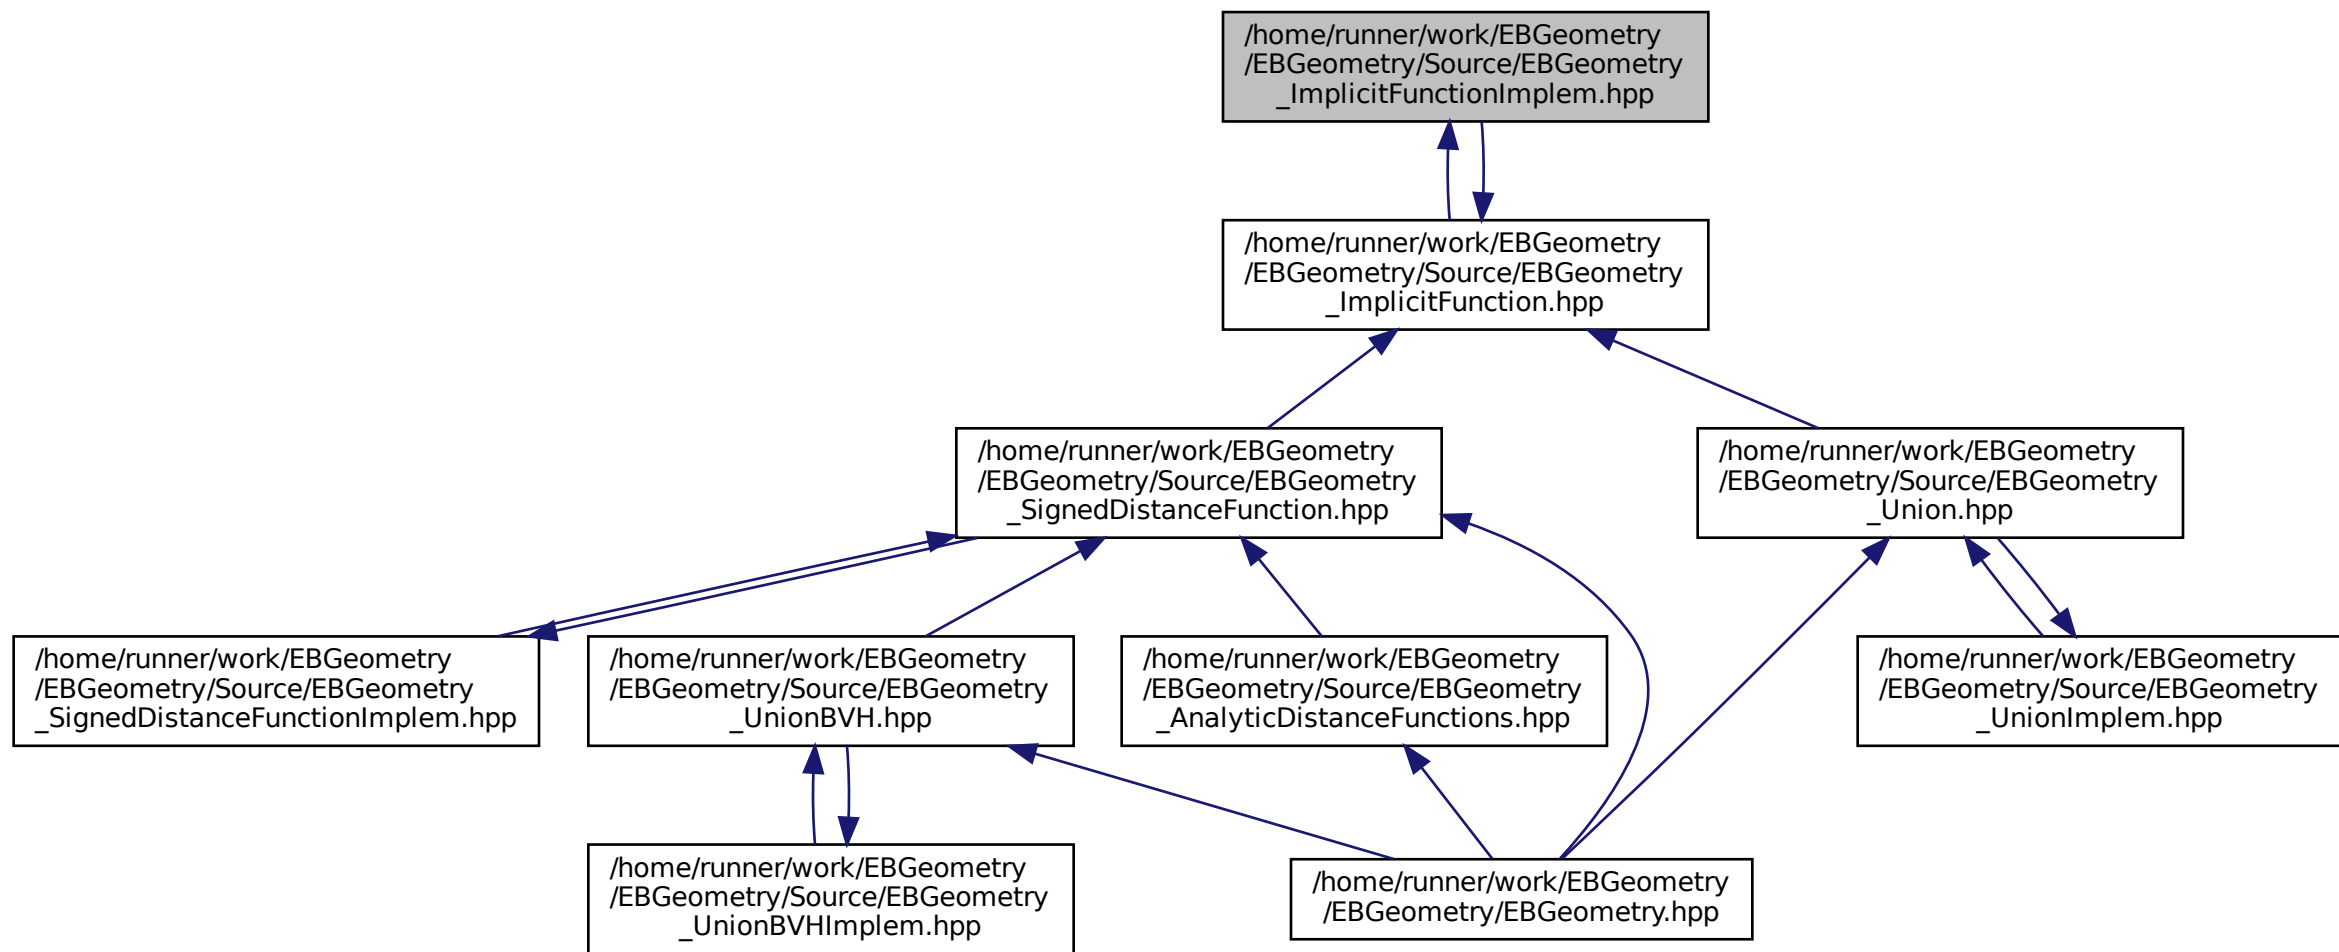 /home/runner/work/EBGeometry
/EBGeometry/Source/EBGeometry
_ImplicitFunctionImplem.hpp
/home/runner/work/EBGeometry
/EBGeometry/Source/EBGeometry
_ImplicitFunction.hpp
/home/runner/work/EBGeometry
/EBGeometry/Source/EBGeometry
_SignedDistanceFunction.hpp
/home/runner/work/EBGeometry
/EBGeometry/Source/EBGeometry
_Union.hpp
/home/runner/work/EBGeometry
/EBGeometry/Source/EBGeometry
_SignedDistanceFunctionImplem.hpp
/home/runner/work/EBGeometry
/EBGeometry/Source/EBGeometry
_UnionBVH.hpp
/home/runner/work/EBGeometry
/EBGeometry/Source/EBGeometry
_AnalyticDistanceFunctions.hpp
/home/runner/work/EBGeometry
/EBGeometry/Source/EBGeometry
_UnionImplem.hpp
/home/runner/work/EBGeometry
/EBGeometry/Source/EBGeometry
_UnionBVHImplem.hpp
/home/runner/work/EBGeometry
/EBGeometry/EBGeometry.hpp